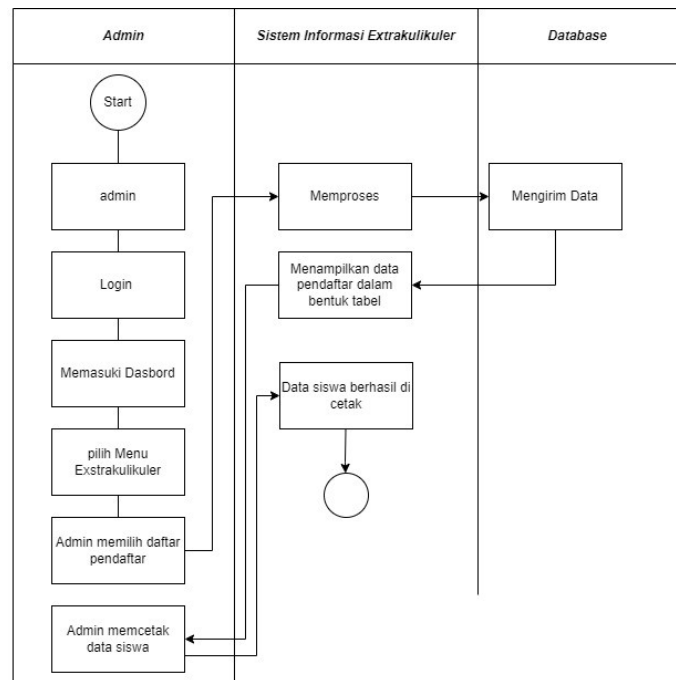 Admin
Sistem Informasi Extrakulikuler
Database
Start
admin
Memproses
Mengirim Data
Login
Menampilkan data
pendaftar dalam
bentuk tabel
Memasuki Dasbord
Data siswa berhasil di
cetak
pilih Menu
Exstrakulikuler
Admin memilih daftar
pendaftar
Admin memcetak
data siswa